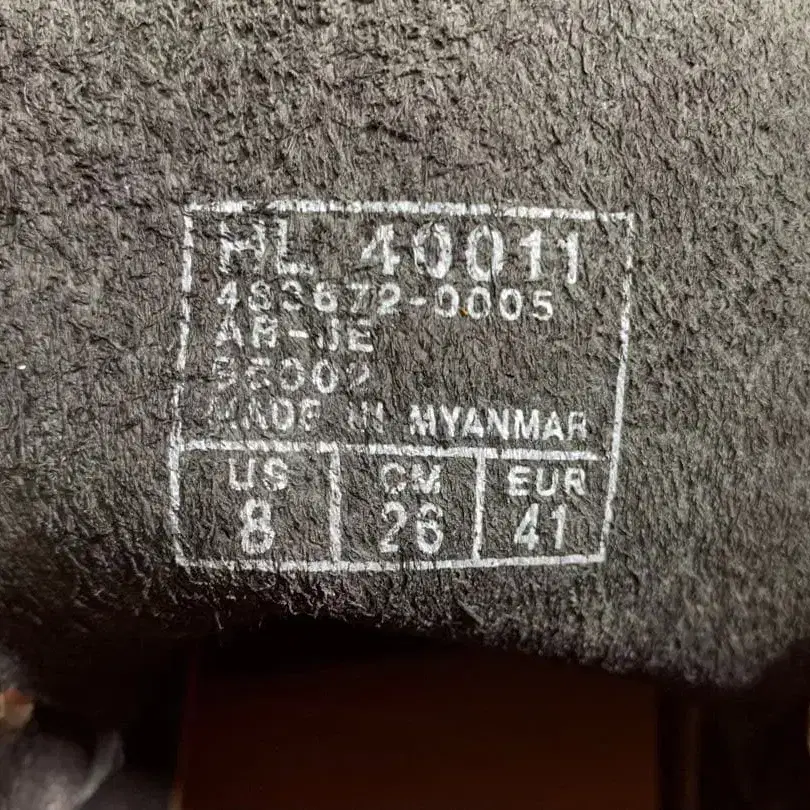 HL 40011
483672-0005
AR-JE
MADE IN MYANMAR
US CM EUR
8 26 41